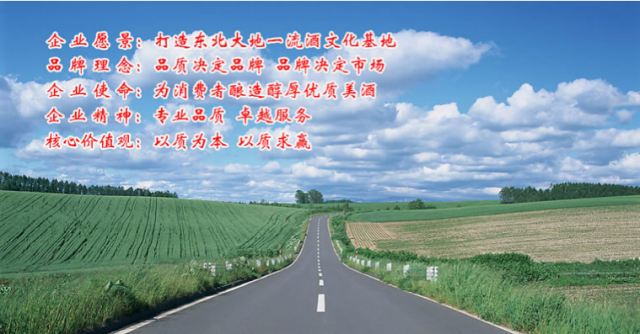 企业愿景：打造东北大地一流酒文化基地
品牌理念：品质决定品牌 品牌决定市场
企业使命：为消费者酿造醇厚优质美酒
企业精神：专业品质 卓越服务
核心价值观：以质为本 以质求赢